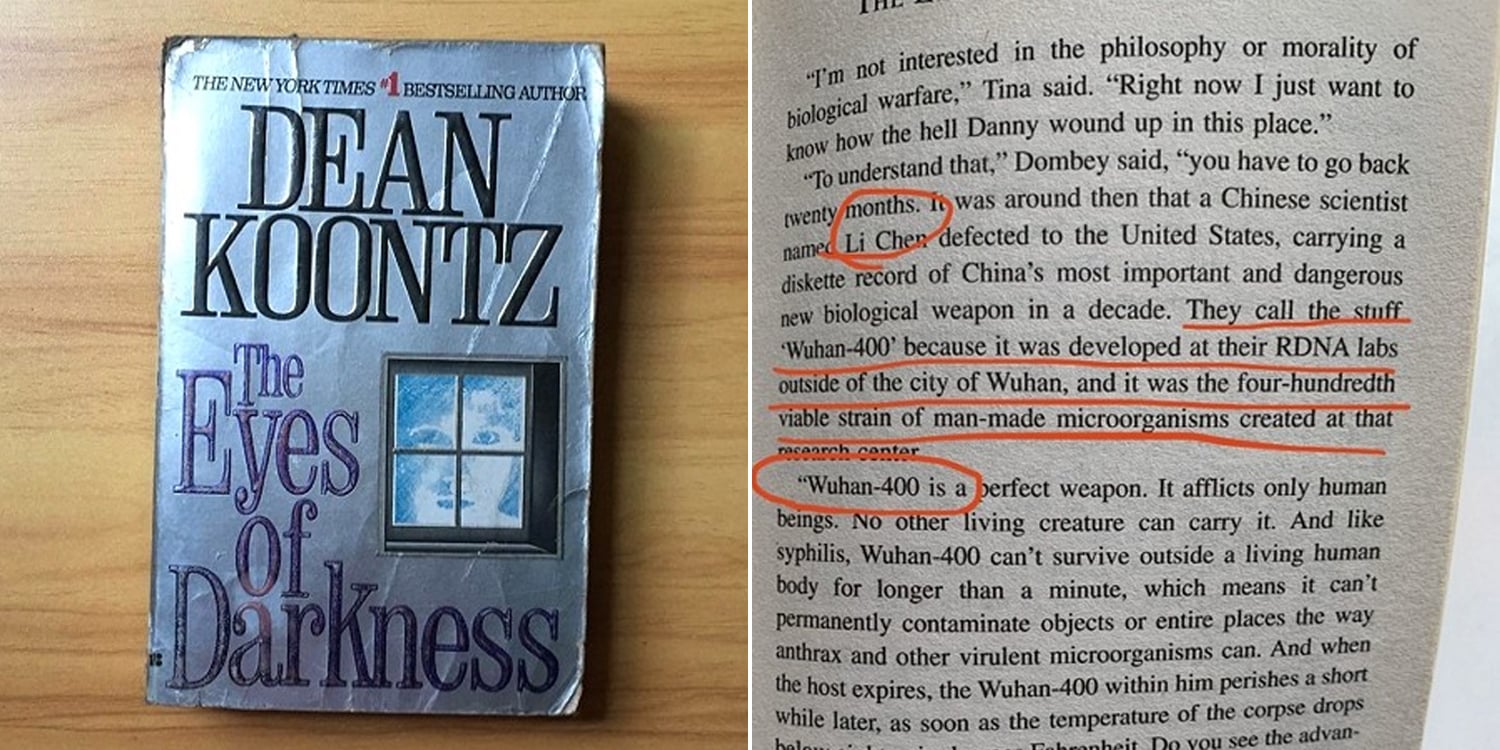 THE NEW YORK TIMES #1 BESTSELLING AUTHOR
DEAN
KOONTZ
The
Eyes
of
Darkness
"I'm not interested in the philosophy or morality of
biological warfare," Tina said. "Right now I just want to
know how the hell Danny wound up in this place."
"To understand that," Dombey said, "you have to go back
twenty months. It was around then that a Chinese scientist
named Li Chen defected to the United States, carrying a
diskette record of China's most important and dangerous
new biological weapon in a decade. They call the stuff
'Wuhan-400' because it was developed at their RDNA labs
outside of the city of Wuhan, and it was the four-hundredth
viable strain of man-made microorganisms created at that
research center
"Wuhan-400 is a perfect weapon. It afflicts only human
beings. No other living creature can carry it. And like
syphilis, Wuhan-400 can't survive outside a living human
body for longer than a minute, which means it can't
permanently contaminate objects or entire places the way
anthrax and other virulent microorganisms can. And when
the host expires, the Wuhan-400 within him perishes a short
while later, as soon as the temperature of the corpse drops
Fahrenheit. Do you see the advan-